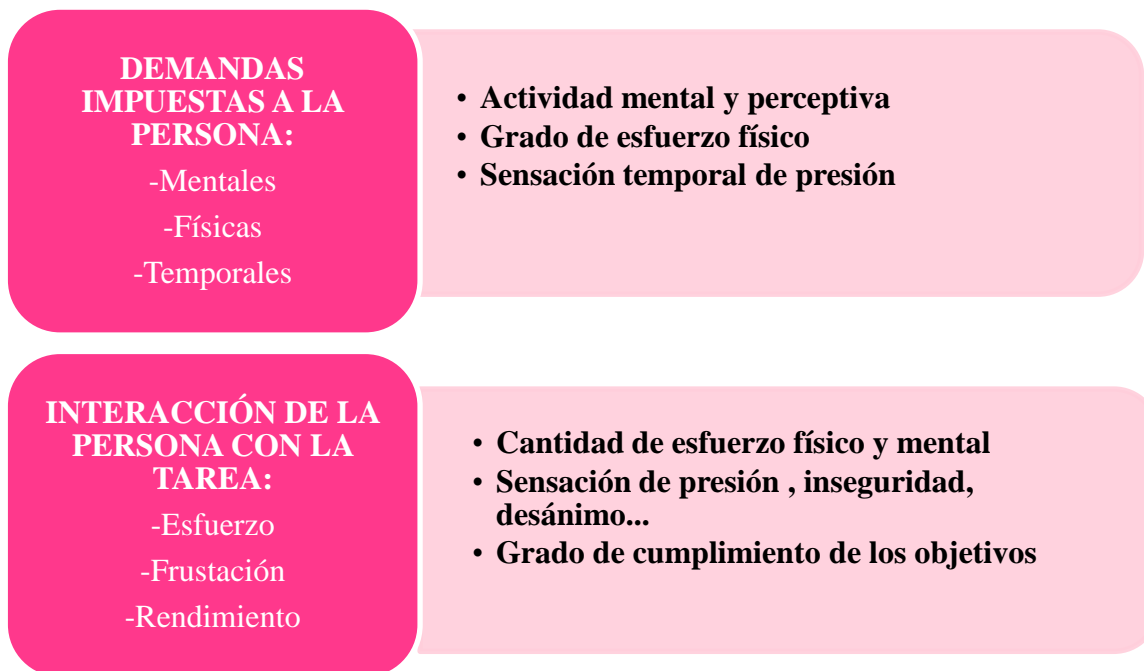 DEMANDAS
IMPUESTAS A LA
PERSONA:
-Mentales
-Físicas
-Temporales
• Actividad mental y perceptiva
• Grado de esfuerzo físico
• Sensación temporal de presión
INTERACCIÓN DE LA
PERSONA CON LA
TAREA:
-Esfuerzo
-Frustación
-Rendimiento
• Cantidad de esfuerzo físico y mental
• Sensación de presión , inseguridad,
desánimo...
• Grado de cumplimiento de los objetivos